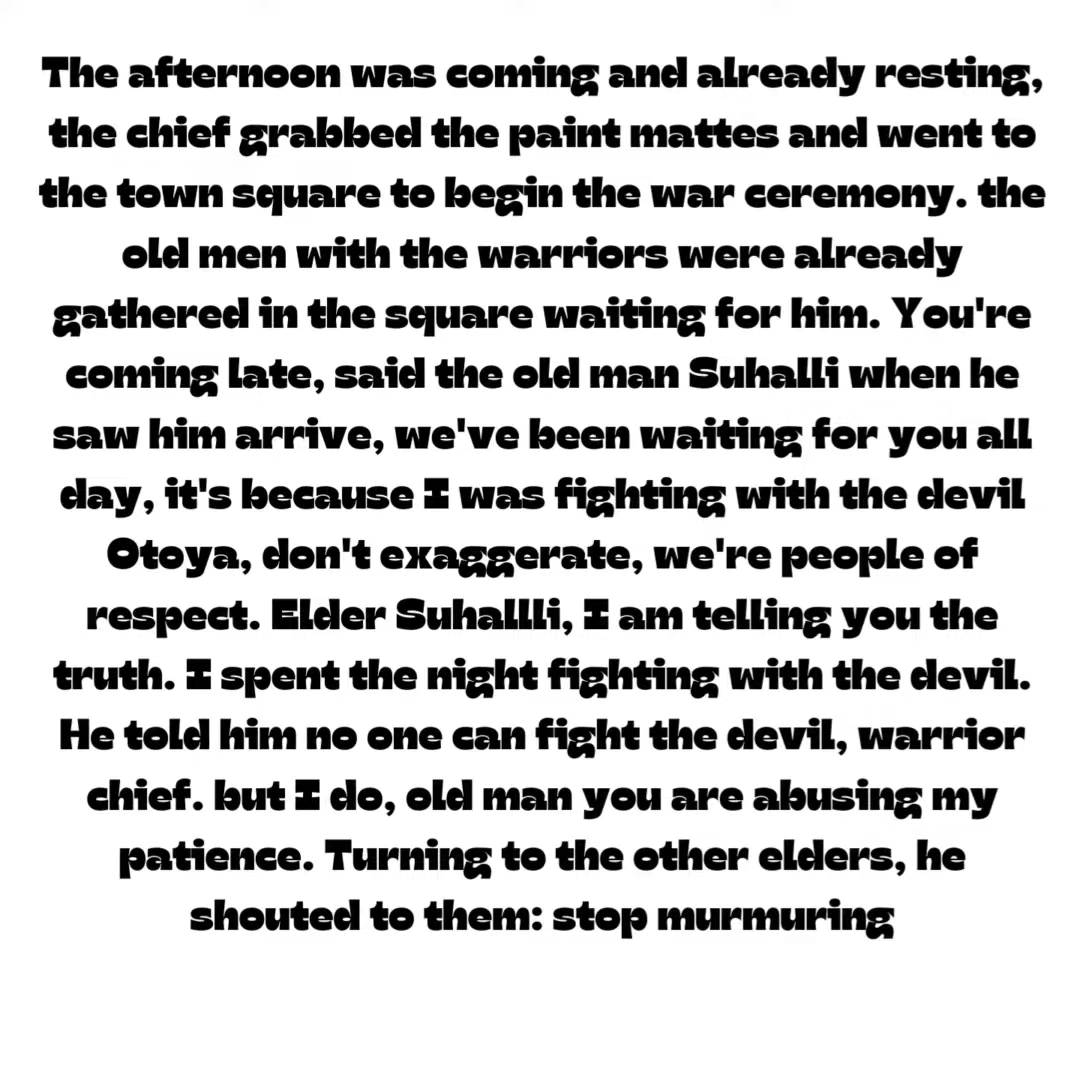 The afternoon was coming and already resting,
the chief grabbed the paint mattes and went to
the town square to begin the war ceremony. the
old men with the warriors were already
gathered in the square waiting for him. You're
coming late, said the old man Suhalli when he
saw him arrive, we've been waiting for you all
day, it's because I was fighting with the devil
Otoya, don't exaggerate, we're people of
respect. Elder Suhallli, I am telling you the
truth. I spent the night fighting with the devil.
He told him no one can fight the devil, warrior
chief. but I do, old man you are abusing my
patience. Turning to the other elders, he
shouted to them: stop murmuring